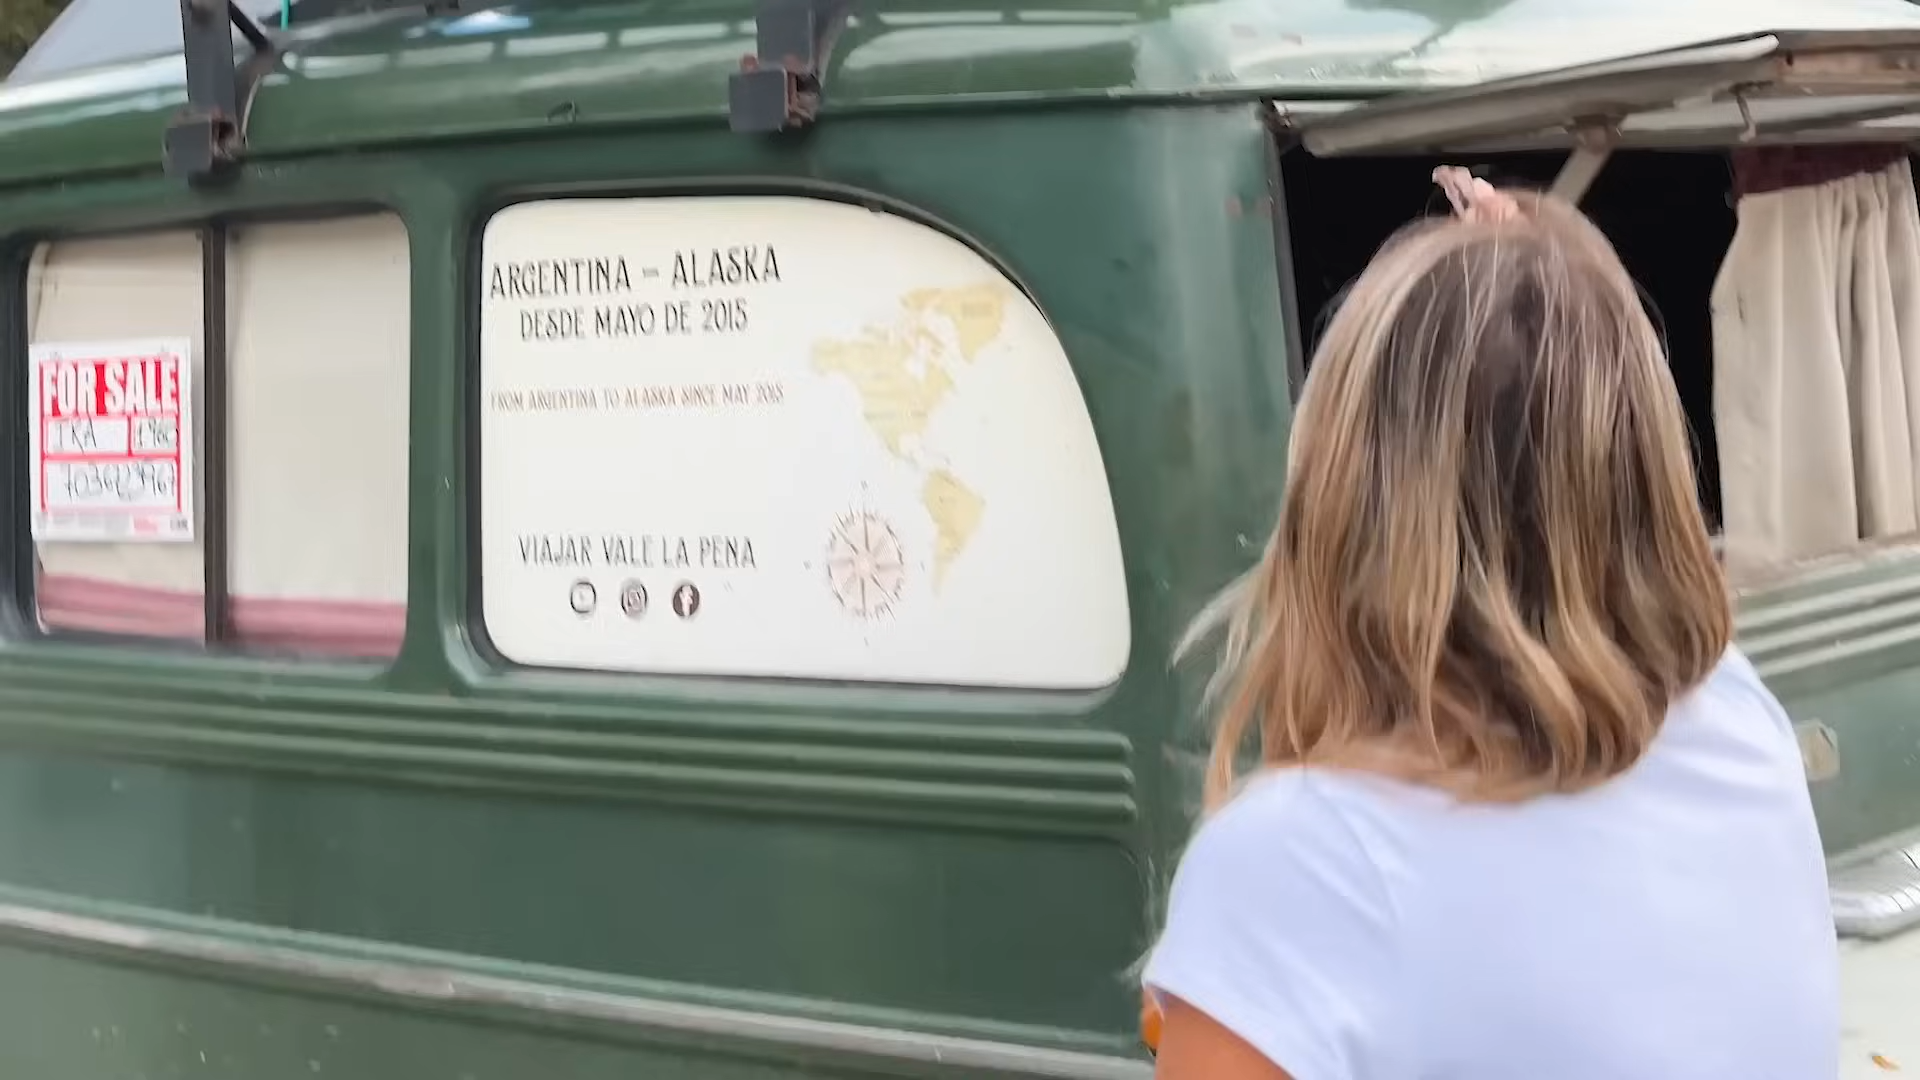 ARGENTINA - ALASKA
DESDE MAYO DE 2015
FROM ARGENTINA TO ALASKA SINCE MAY 2015
VIAJAR VALE LA PENA
FOR SALE
IKA